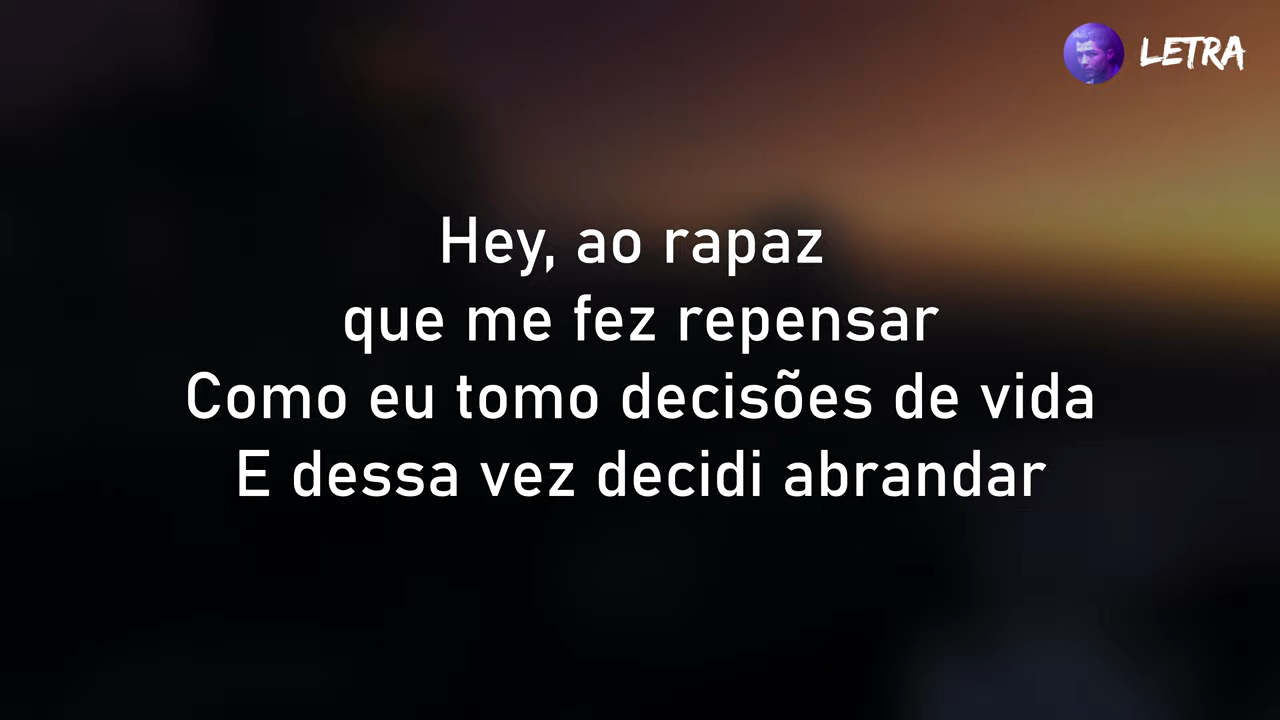 LETRA
Hey, ao rapaz
que me fez repensar
Como eu tomo decisões de vida
E dessa vez decidi abrandar